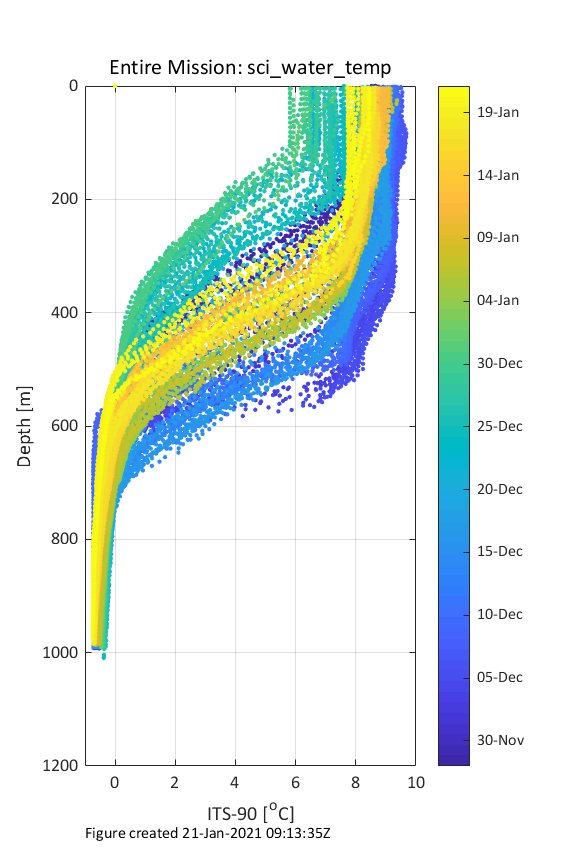 Entire Mission: sci_water_temp
0
200
400
600
800
1000
1200
Depth [m]
0 2 4 6 8 10
ITS-90 [°C]
Figure created 21-Jan-2021 09:13:35Z
19-Jan
14-Jan
09-Jan
04-Jan
30-Dec
25-Dec
20-Dec
15-Dec
10-Dec
05-Dec
30-Nov